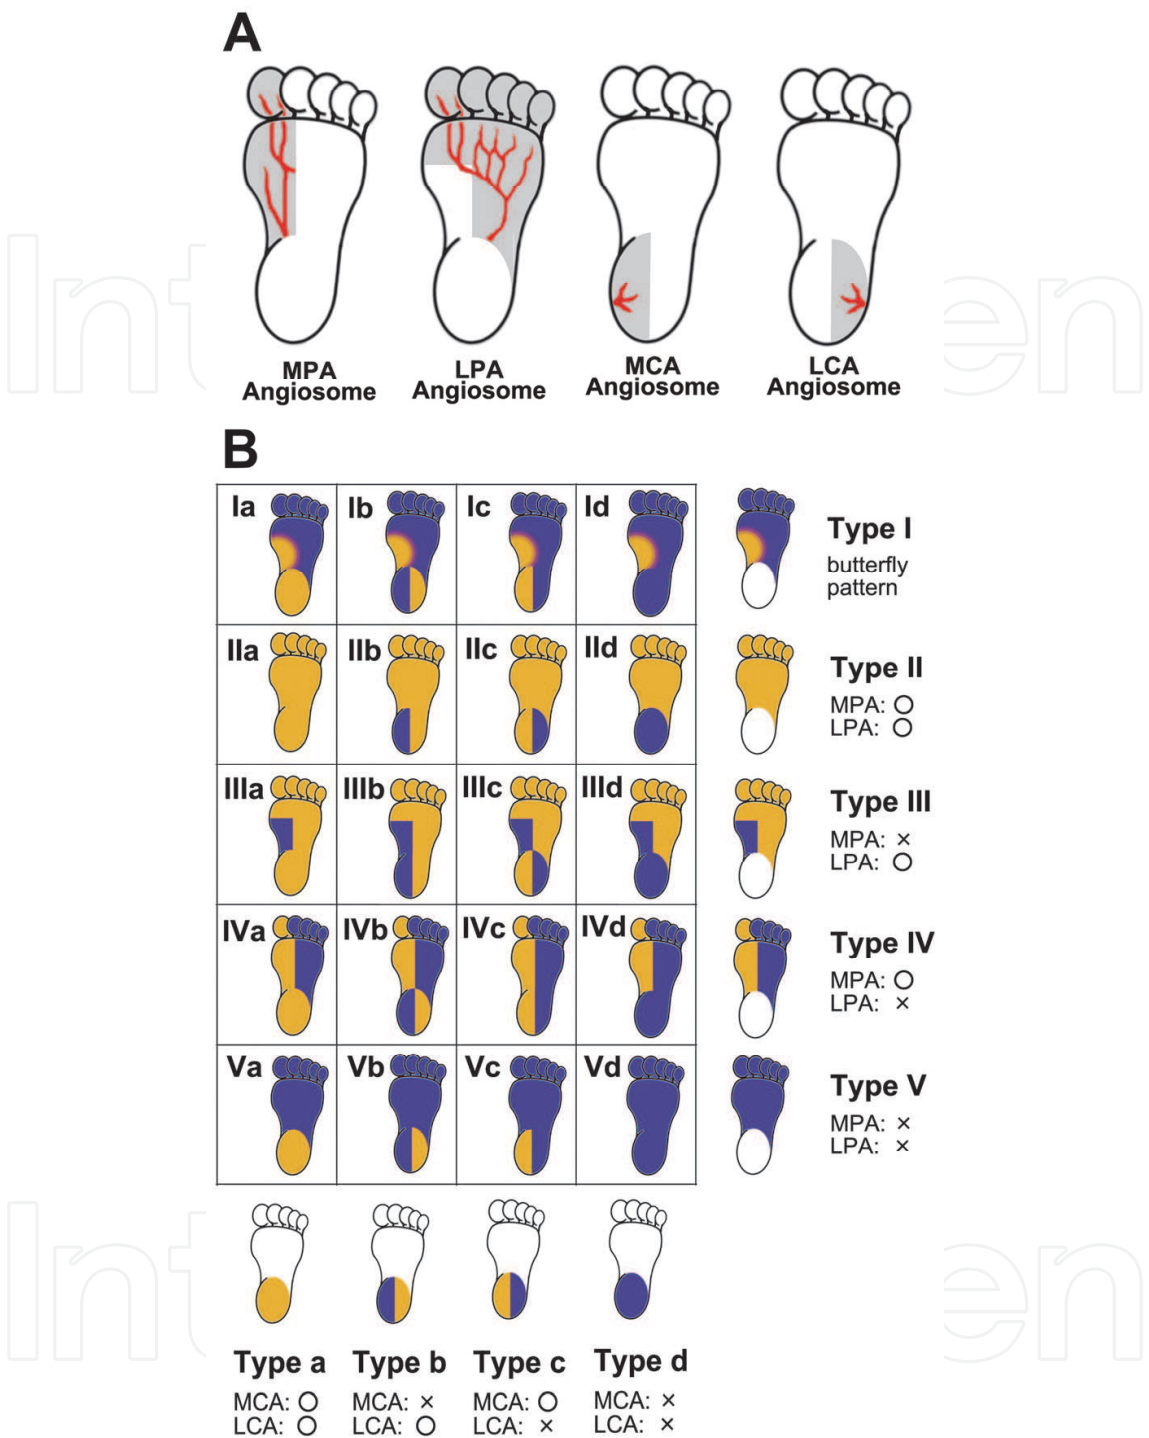 A
MPA
Angiosome
LPA
Angiosome
MCA
Angiosome
LCA
Angiosome
B
Ia
Ib
Ic
Id
Type I
butterfly
pattern
IIa
IIb
IIc
IId
Type II
MPA: ○
LPA: ○
IIIa
IIIb
IIIc
IIId
Type III
MPA: ×
LPA: ○
IVa
IVb
IVc
IVd
Type IV
MPA: ○
LPA: ×
Va
Vb
Vc
Vd
Type V
MPA: ×
LPA: ×
Type a
MCA: ○
LCA: ○
Type b
MCA: ×
LCA: ○
Type c
MCA: ○
LCA: ×
Type d
MCA: ×
LCA: ×